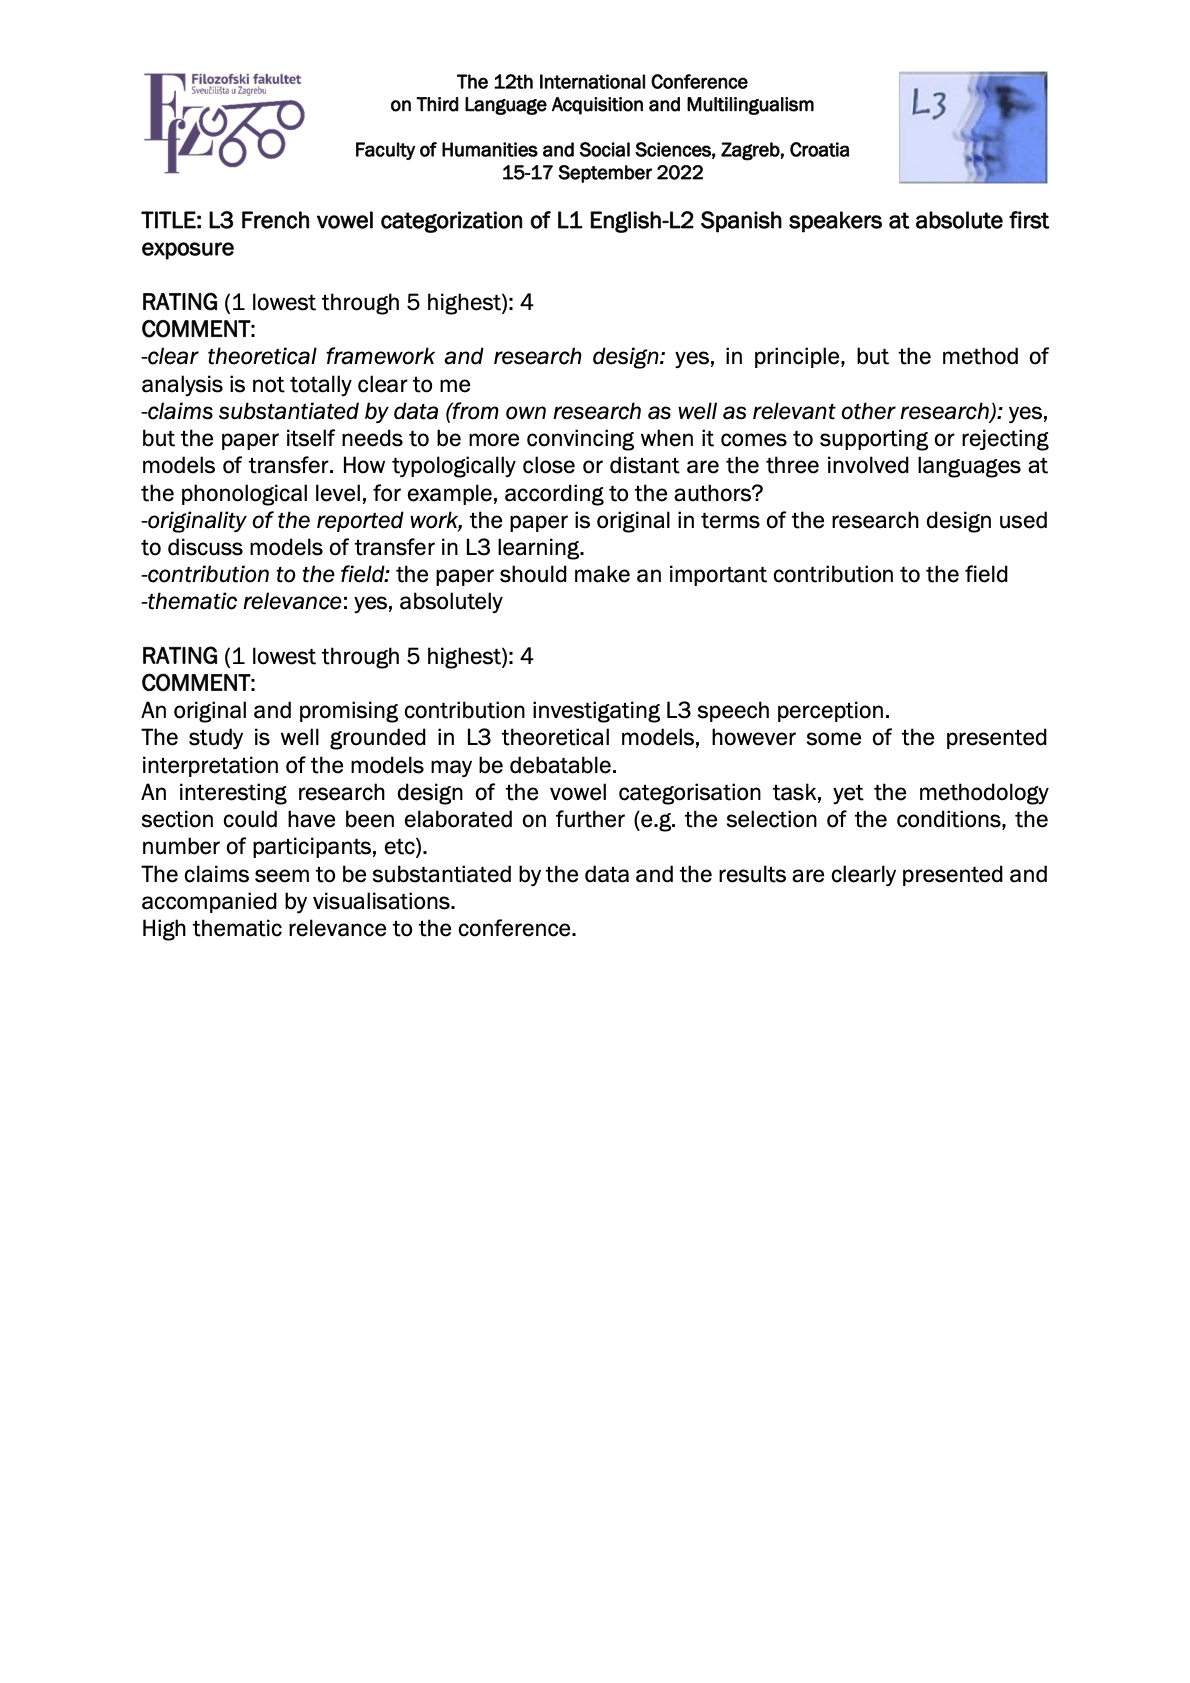 Filozofski fakultet
Sveučilišta u Zagrebu
FfZG
The 12th International Conference
on Third Language Acquisition and Multilingualism
Faculty of Humanities and Social Sciences, Zagreb, Croatia
15-17 September 2022
L3
TITLE: L3 French vowel categorization of L1 English-L2 Spanish speakers at absolute first
exposure
RATING (1 lowest through 5 highest): 4
COMMENT:
-clear theoretical framework and research design: yes, in principle, but the method of
analysis is not totally clear to me
-claims substantiated by data (from own research as well as relevant other research): yes,
but the paper itself needs to be more convincing when it comes to supporting or rejecting
models of transfer. How typologically close or distant are the three involved languages at
the phonological level, for example, according to the authors?
-originality of the reported work, the paper is original in terms of the research design used
to discuss models of transfer in L3 learning.
-contribution to the field: the paper should make an important contribution to the field
-thematic relevance: yes, absolutely
RATING (1 lowest through 5 highest): 4
COMMENT:
An original and promising contribution investigating L3 speech perception.
The study is well grounded in L3 theoretical models, however some of the presented
interpretation of the models may be debatable.
An interesting research design of the vowel categorisation task, yet the methodology
section could have been elaborated on further (e.g. the selection of the conditions, the
number of participants, etc).
The claims seem to be substantiated by the data and the results are clearly presented and
accompanied by visualisations.
High thematic relevance to the conference.